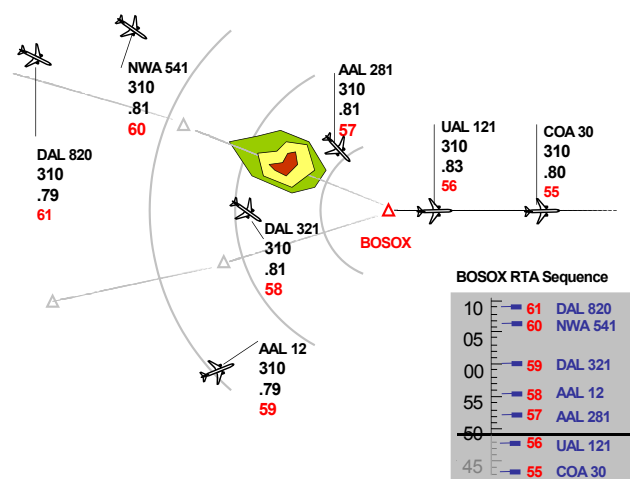 NWA 541
310
.81
60
AAL 281
310
.81
57
UAL 121
310
.83
56
COA 30
310
.80
55
DAL 820
310
.79
61
DAL 321
310
.81
58
BOSOX
AAL 12
310
.79
59
BOSOX RTA Sequence
10 61 DAL 820
60 NWA 541
05
59 DAL 321
00
58 AAL 12
55
57 AAL 281
50
56 UAL 121
45 55 COA 30